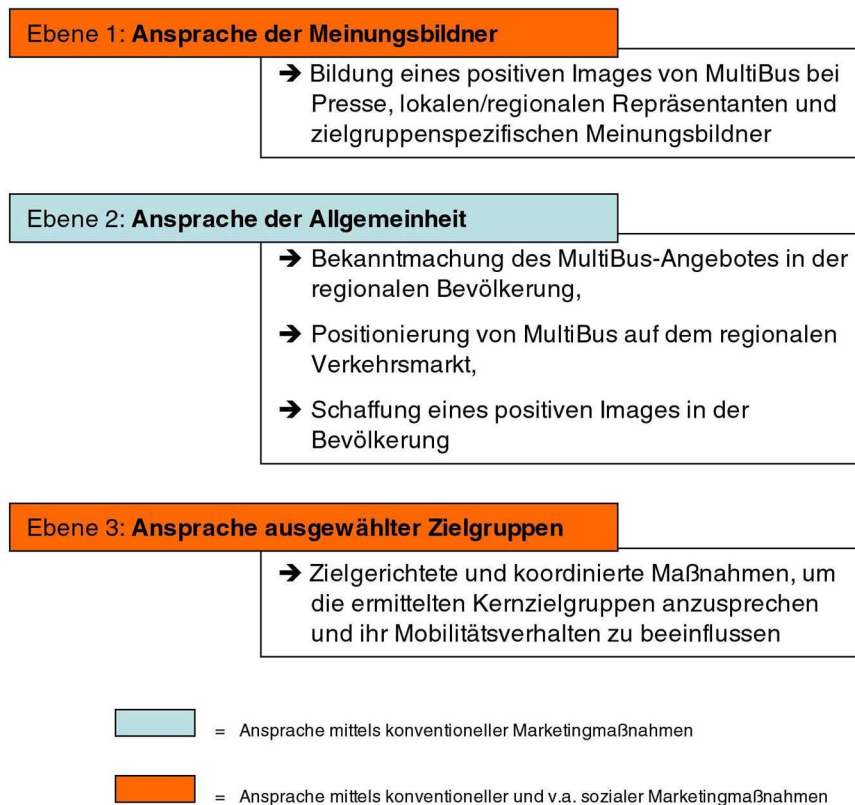 Ebene 1: Ansprache der Meinungsbildner
➔ Bildung eines positiven Images von MultiBus bei
Presse, lokalen/regionalen Repräsentanten und
zielgruppenspezifischen Meinungsbildner
Ebene 2: Ansprache der Allgemeinheit
➔ Bekanntmachung des MultiBus-Angebotes in der
regionalen Bevölkerung,
➔ Positionierung von MultiBus auf dem regionalen
Verkehrsmarkt,
➔ Schaffung eines positiven Images in der
Bevölkerung
Ebene 3: Ansprache ausgewählter Zielgruppen
➔ Zielgerichtete und koordinierte Maßnahmen, um
die ermittelten Kernzielgruppen anzusprechen
und ihr Mobilitätsverhalten zu beeinflussen
= Ansprache mittels konventioneller Marketingmaßnahmen
= Ansprache mittels konventioneller und v.a. sozialer Marketingmaßnahmen